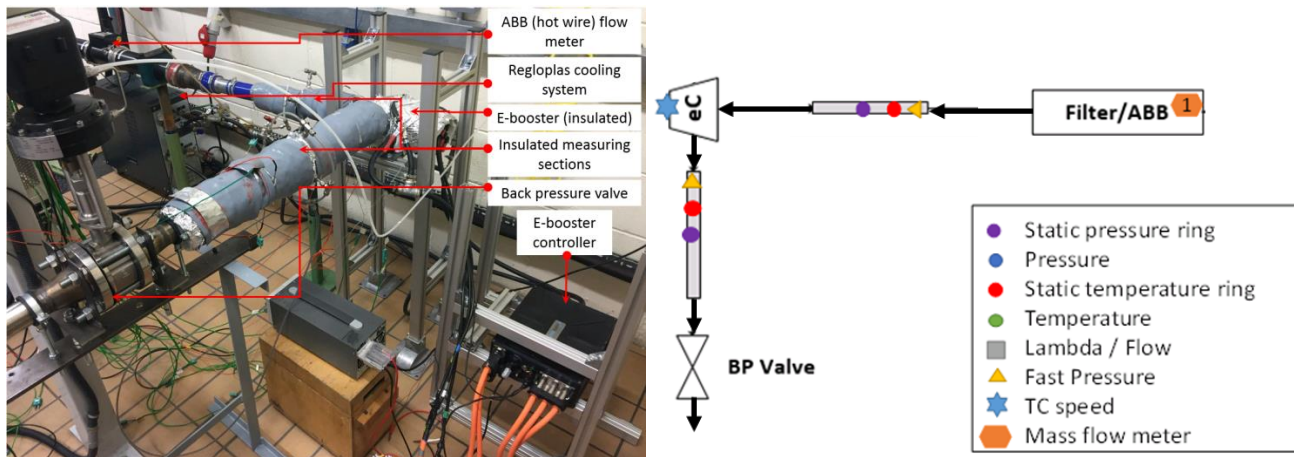 ABB (hot wire) flow
meter
Regloplas cooling
system
E-booster (insulated)
Insulated measuring
sections
Back pressure valve
E-booster
controller
eC
Filter/ABB
1
BP Valve
Static pressure ring
Pressure
Static temperature ring
Temperature
Lambda / Flow
Fast Pressure
TC speed
Mass flow meter